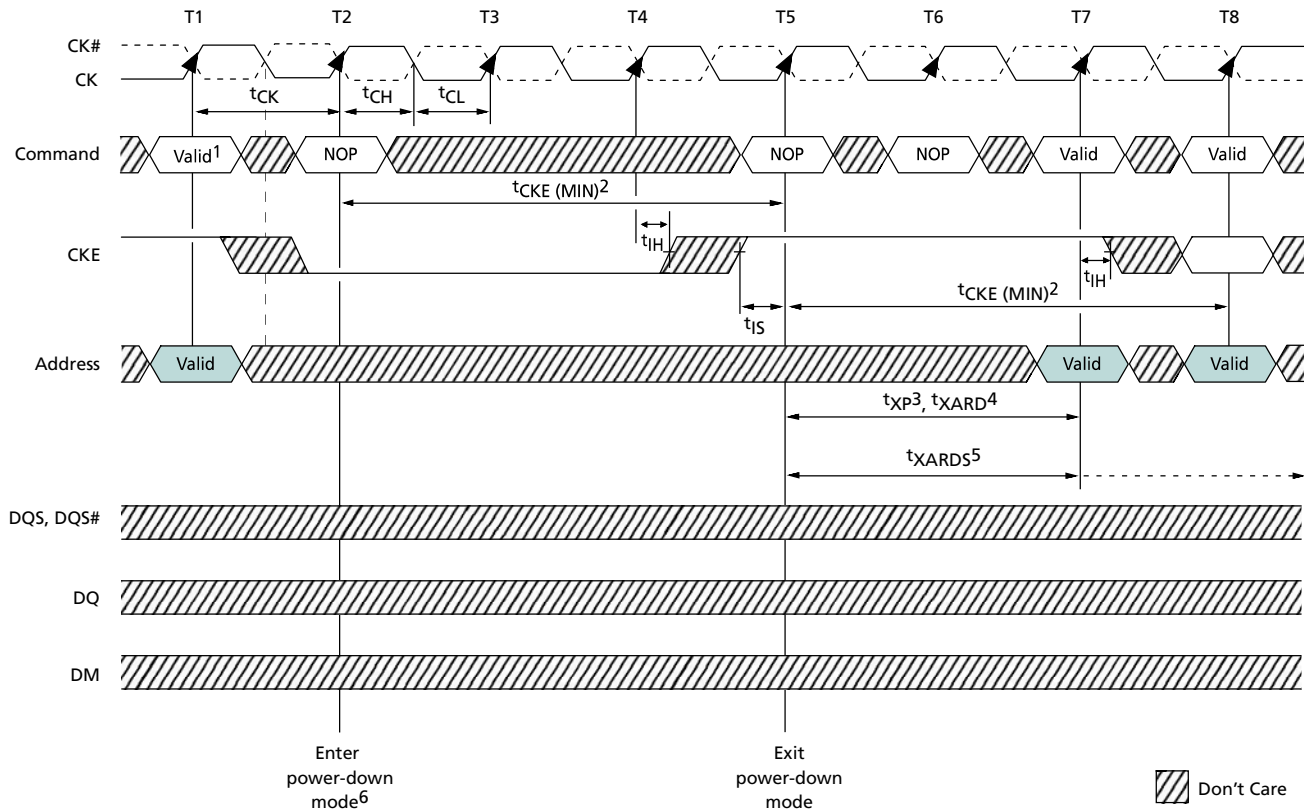 T1 T2 T3 T4 T5 T6 T7 T8
CK#
CK
tCK tCH tCL
Command Valid1 NOP NOP NOP Valid Valid
tCKE (MIN)2
tIH
CKE
tIH
tCKE (MIN)2
tIS
Address Valid Valid Valid
tXP3, tXARD4
tXARDS5
DQS, DQS#
DQ
DM
Enter
power-down
mode6
Exit
power-down
mode
Don't Care